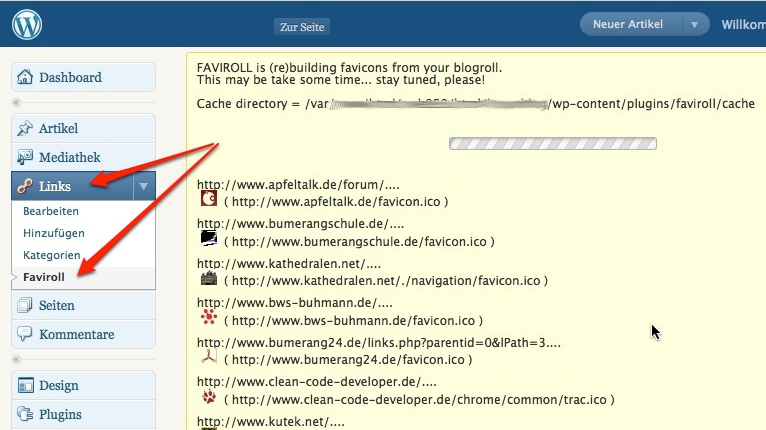 Zur Seite
Neuer Artikel
Dashboard
Artikel
Mediathek
Links
Bearbeiten
Hinzufügen
Kategorien
Faviroll
Seiten
Kommentare
Design
Plugins
FAVIROLL is (re)building favicons from your blogroll.
This may be take some time... stay tuned, please!
Cache directory = /var/ /wp-content/plugins/faviroll/cache
http://www.apfeltalk.de/forum/....
( http://www.apfeltalk.de/favicon.ico )
http://www.bumerangschule.de/....
( http://www.bumerangschule.de/favicon.ico )
http://www.kathedralen.net/....
( http://www.kathedralen.net/./navigation/favicon.ico )
http://www.bws-buhmann.de/....
( http://www.bws-buhmann.de/favicon.ico )
http://www.bumerang24.de/links.php?parentid=0&lPath=3....
( http://www.bumerang24.de/favicon.ico )
http://www.clean-code-developer.de/....
( http://www.clean-code-developer.de/chrome/common/trac.ico )
http://www.kutek.net/....